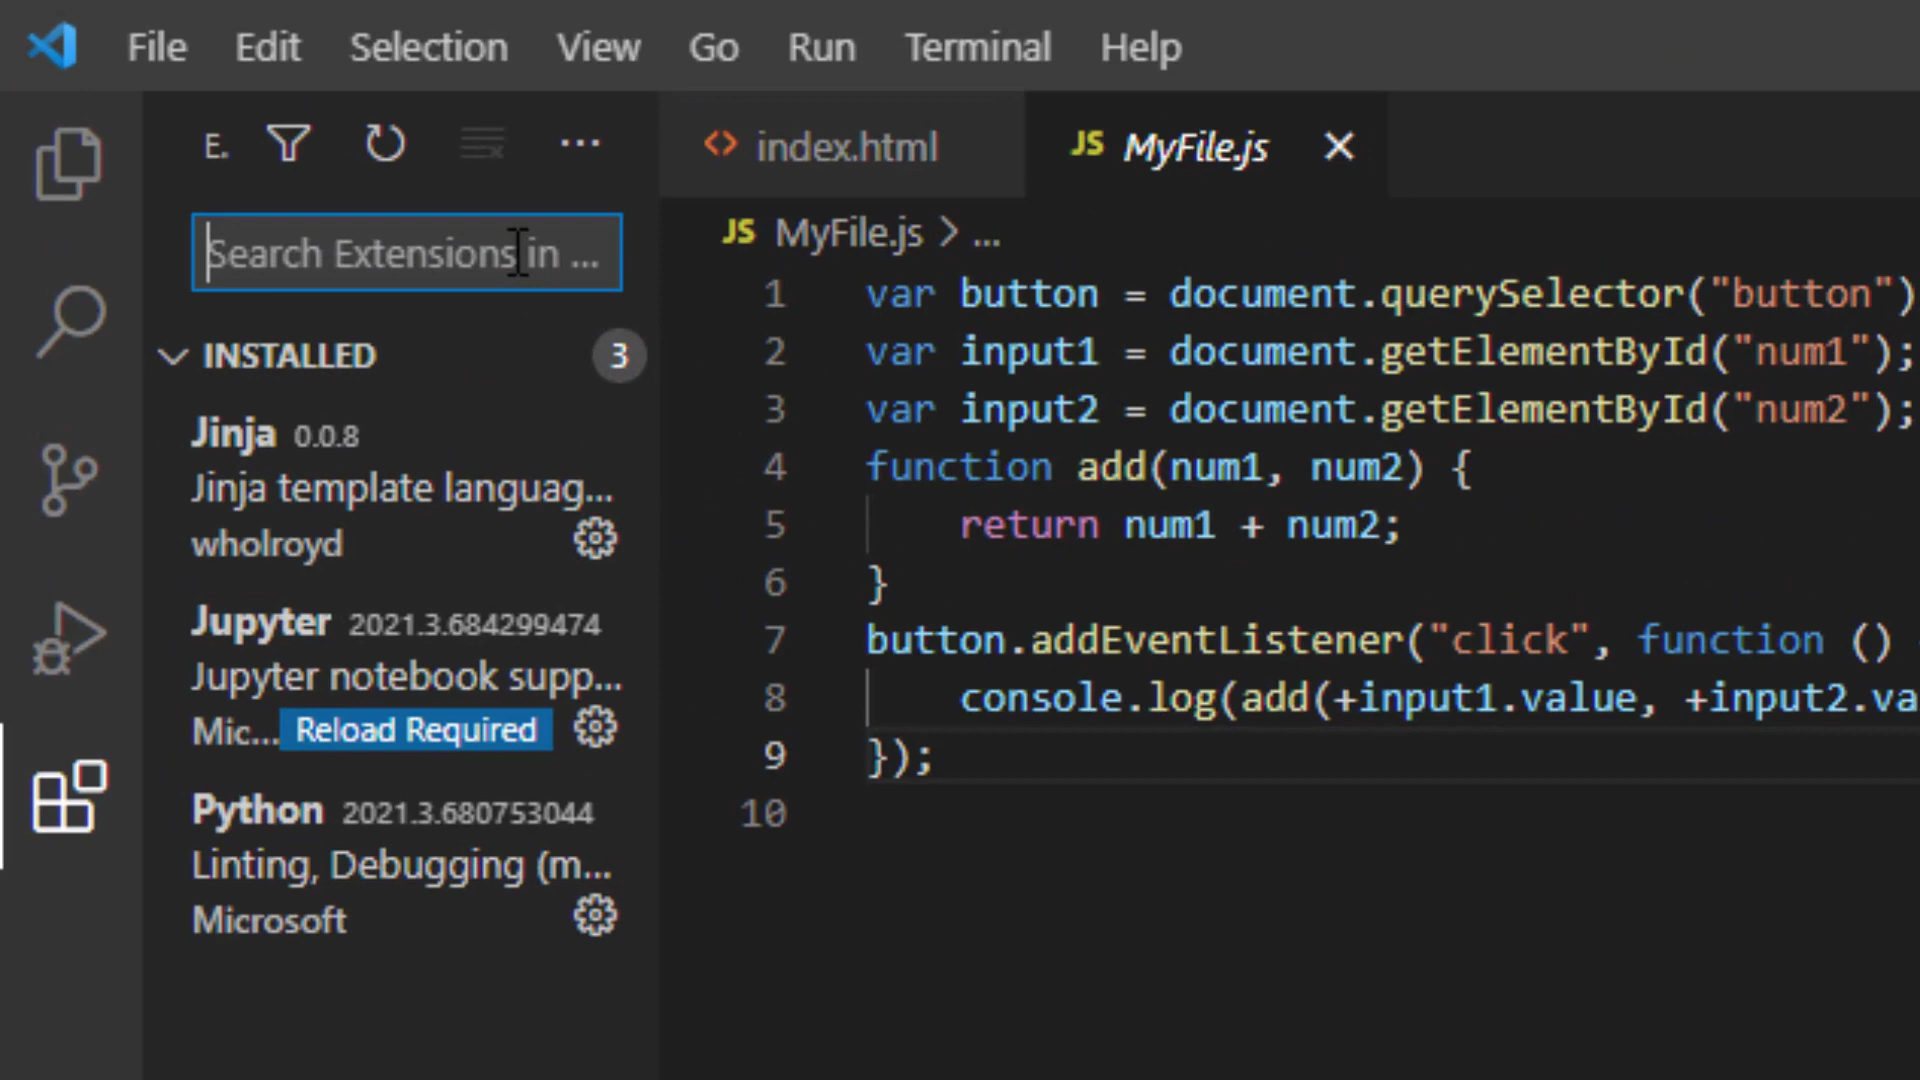 File Edit Selection View Go Run Terminal Help
E.
Search Extensions in ...
INSTALLED 3
Jinja 0.0.8
Jinja template languag...
wholroyd
Jupyter 2021.3.684299474
Jupyter notebook supp...
Mic... Reload Required
Python 2021.3.680753044
Linting, Debugging (m...
Microsoft
index.html JS MyFile.js
JS MyFile.js > ...
1 var button = document.querySelector("button")
2 var input1 = document.getElementById("num1");
3 var input2 = document.getElementById("num2");
4 function add(num1, num2) {
5 return num1 + num2;
6 }
7 button.addEventListener("click", function ()
8 console.log(add(+input1.value, +input2.va
9 });
10